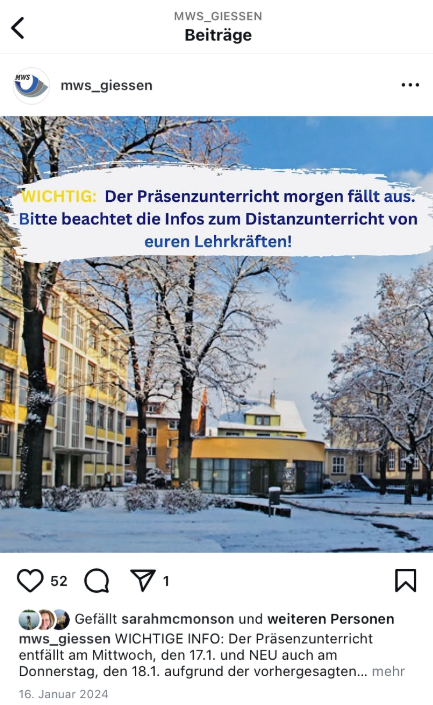 MWS_GIESSEN
Beiträge
MWS
mws_giessen
WICHTIG: Der Präsenzunterricht morgen fällt aus.
Bitte beachtet die Infos zum Distanzunterricht von
euren Lehrkräften!
52
1
Gefällt sarahmcmonson und weiteren Personen
mws_giessen WICHTIGE INFO: Der Präsenzunterricht
entfällt am Mittwoch, den 17.1. und NEU auch am
Donnerstag, den 18.1. aufgrund der vorhergesagten... mehr
16. Januar 2024